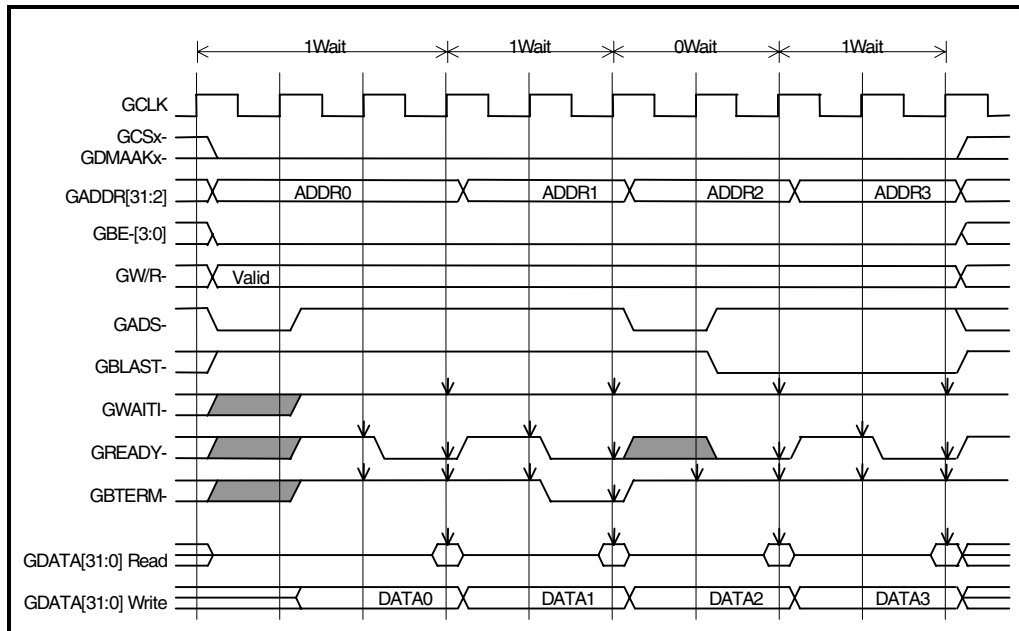 1Wait 1Wait 0Wait 1Wait
GCLK
GCSx-
GDMAAKx-
GADDR[31:2] ADDR0 ADDR1 ADDR2 ADDR3
GBE-[3:0]
GW/R- Valid
GADS-
GBLAST-
GWAITI-
GREADY-
GBTERM-
GDATA[31:0] Read
GDATA[31:0] Write DATA0 DATA1 DATA2 DATA3